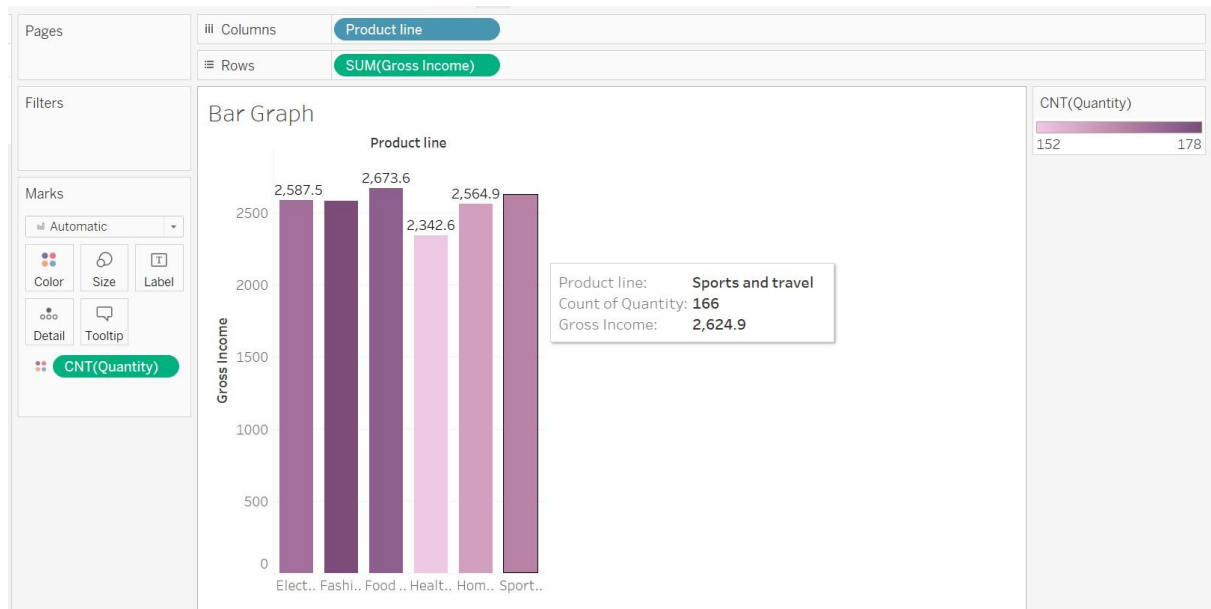 Pages
Columns
Product line
Rows
SUM(Gross Income)
Filters
Marks
Automatic
Color
Size
Label
Detail
Tooltip
CNT(Quantity)
Bar Graph
Product line
Gross Income
2500
2000
1500
1000
500
0
2,587.5
2,673.6
2,342.6
2,564.9
Elect.. Fashi.. Food .. Healt.. Hom.. Sport..
Product line: Sports and travel
Count of Quantity: 166
Gross Income: 2,624.9
CNT(Quantity)
152 178